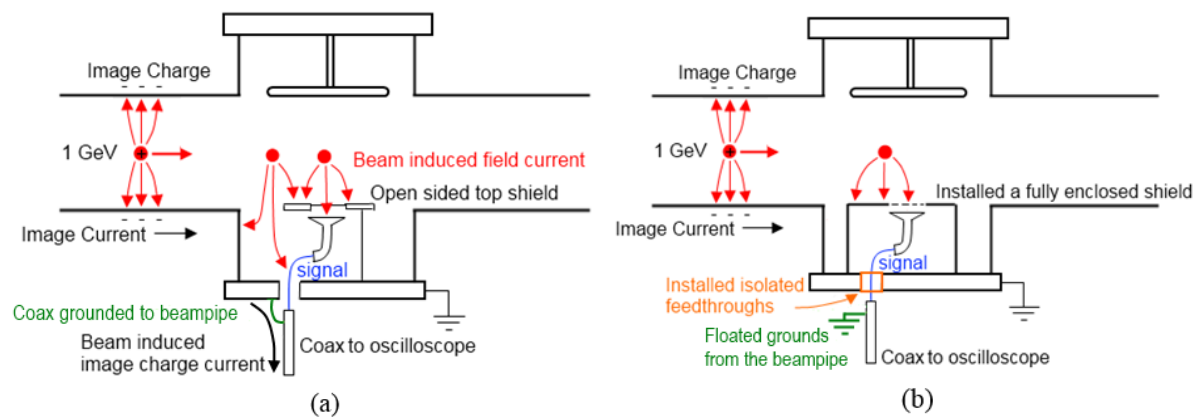 Image Charge
1 GeV
+
Beam induced field current
Open sided top shield
Image Current
signal
Coax grounded to beampipe
Beam induced
image charge current
Coax to oscilloscope
(a)
Image Charge
1 GeV
+
Installed a fully enclosed shield
Image Current
signal
Installed isolated
feedthroughs
Floated grounds
from the beampipe
Coax to oscilloscope
(b)